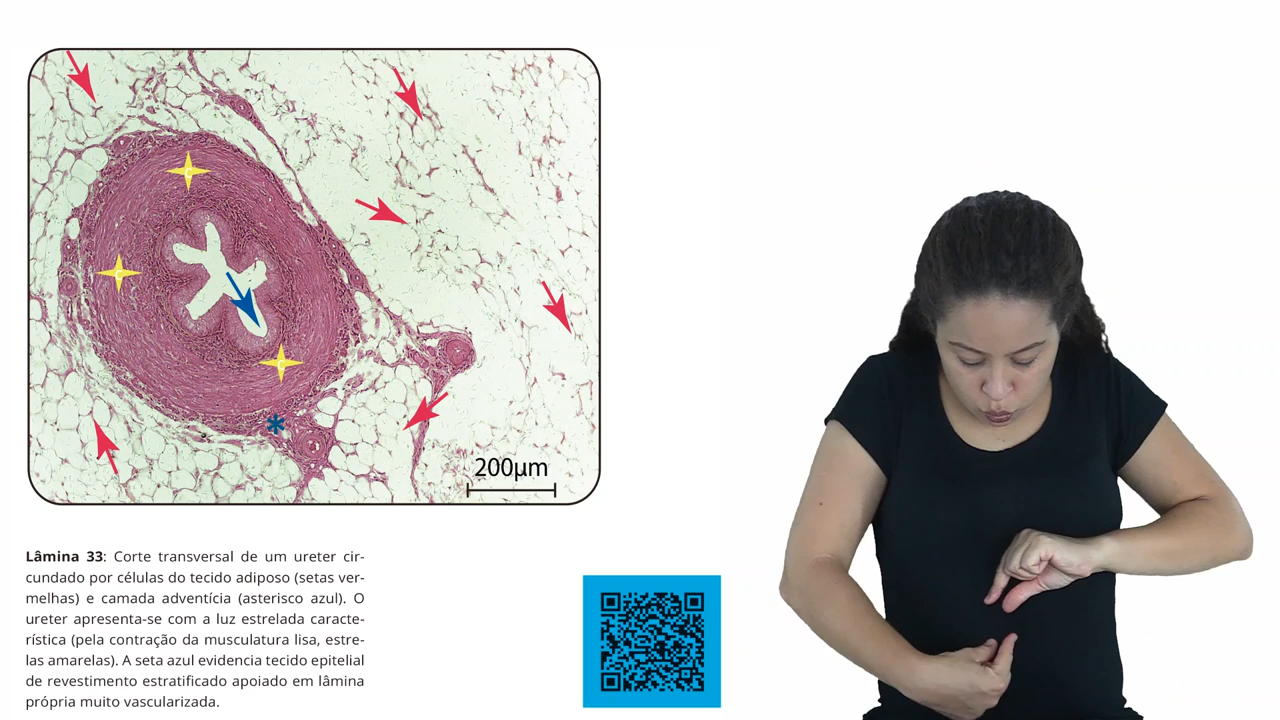 200µm
Lâmina 33: Corte transversal de um ureter cir-
cundado por células do tecido adiposo (setas ver-
melhas) e camada adventícia (asterisco azul). O
ureter apresenta-se com a luz estrelada caracte-
rística (pela contração da musculatura lisa, estre-
las amarelas). A seta azul evidencia tecido epitelial
de revestimento estratificado apoiado em lâmina
própria muito vascularizada.